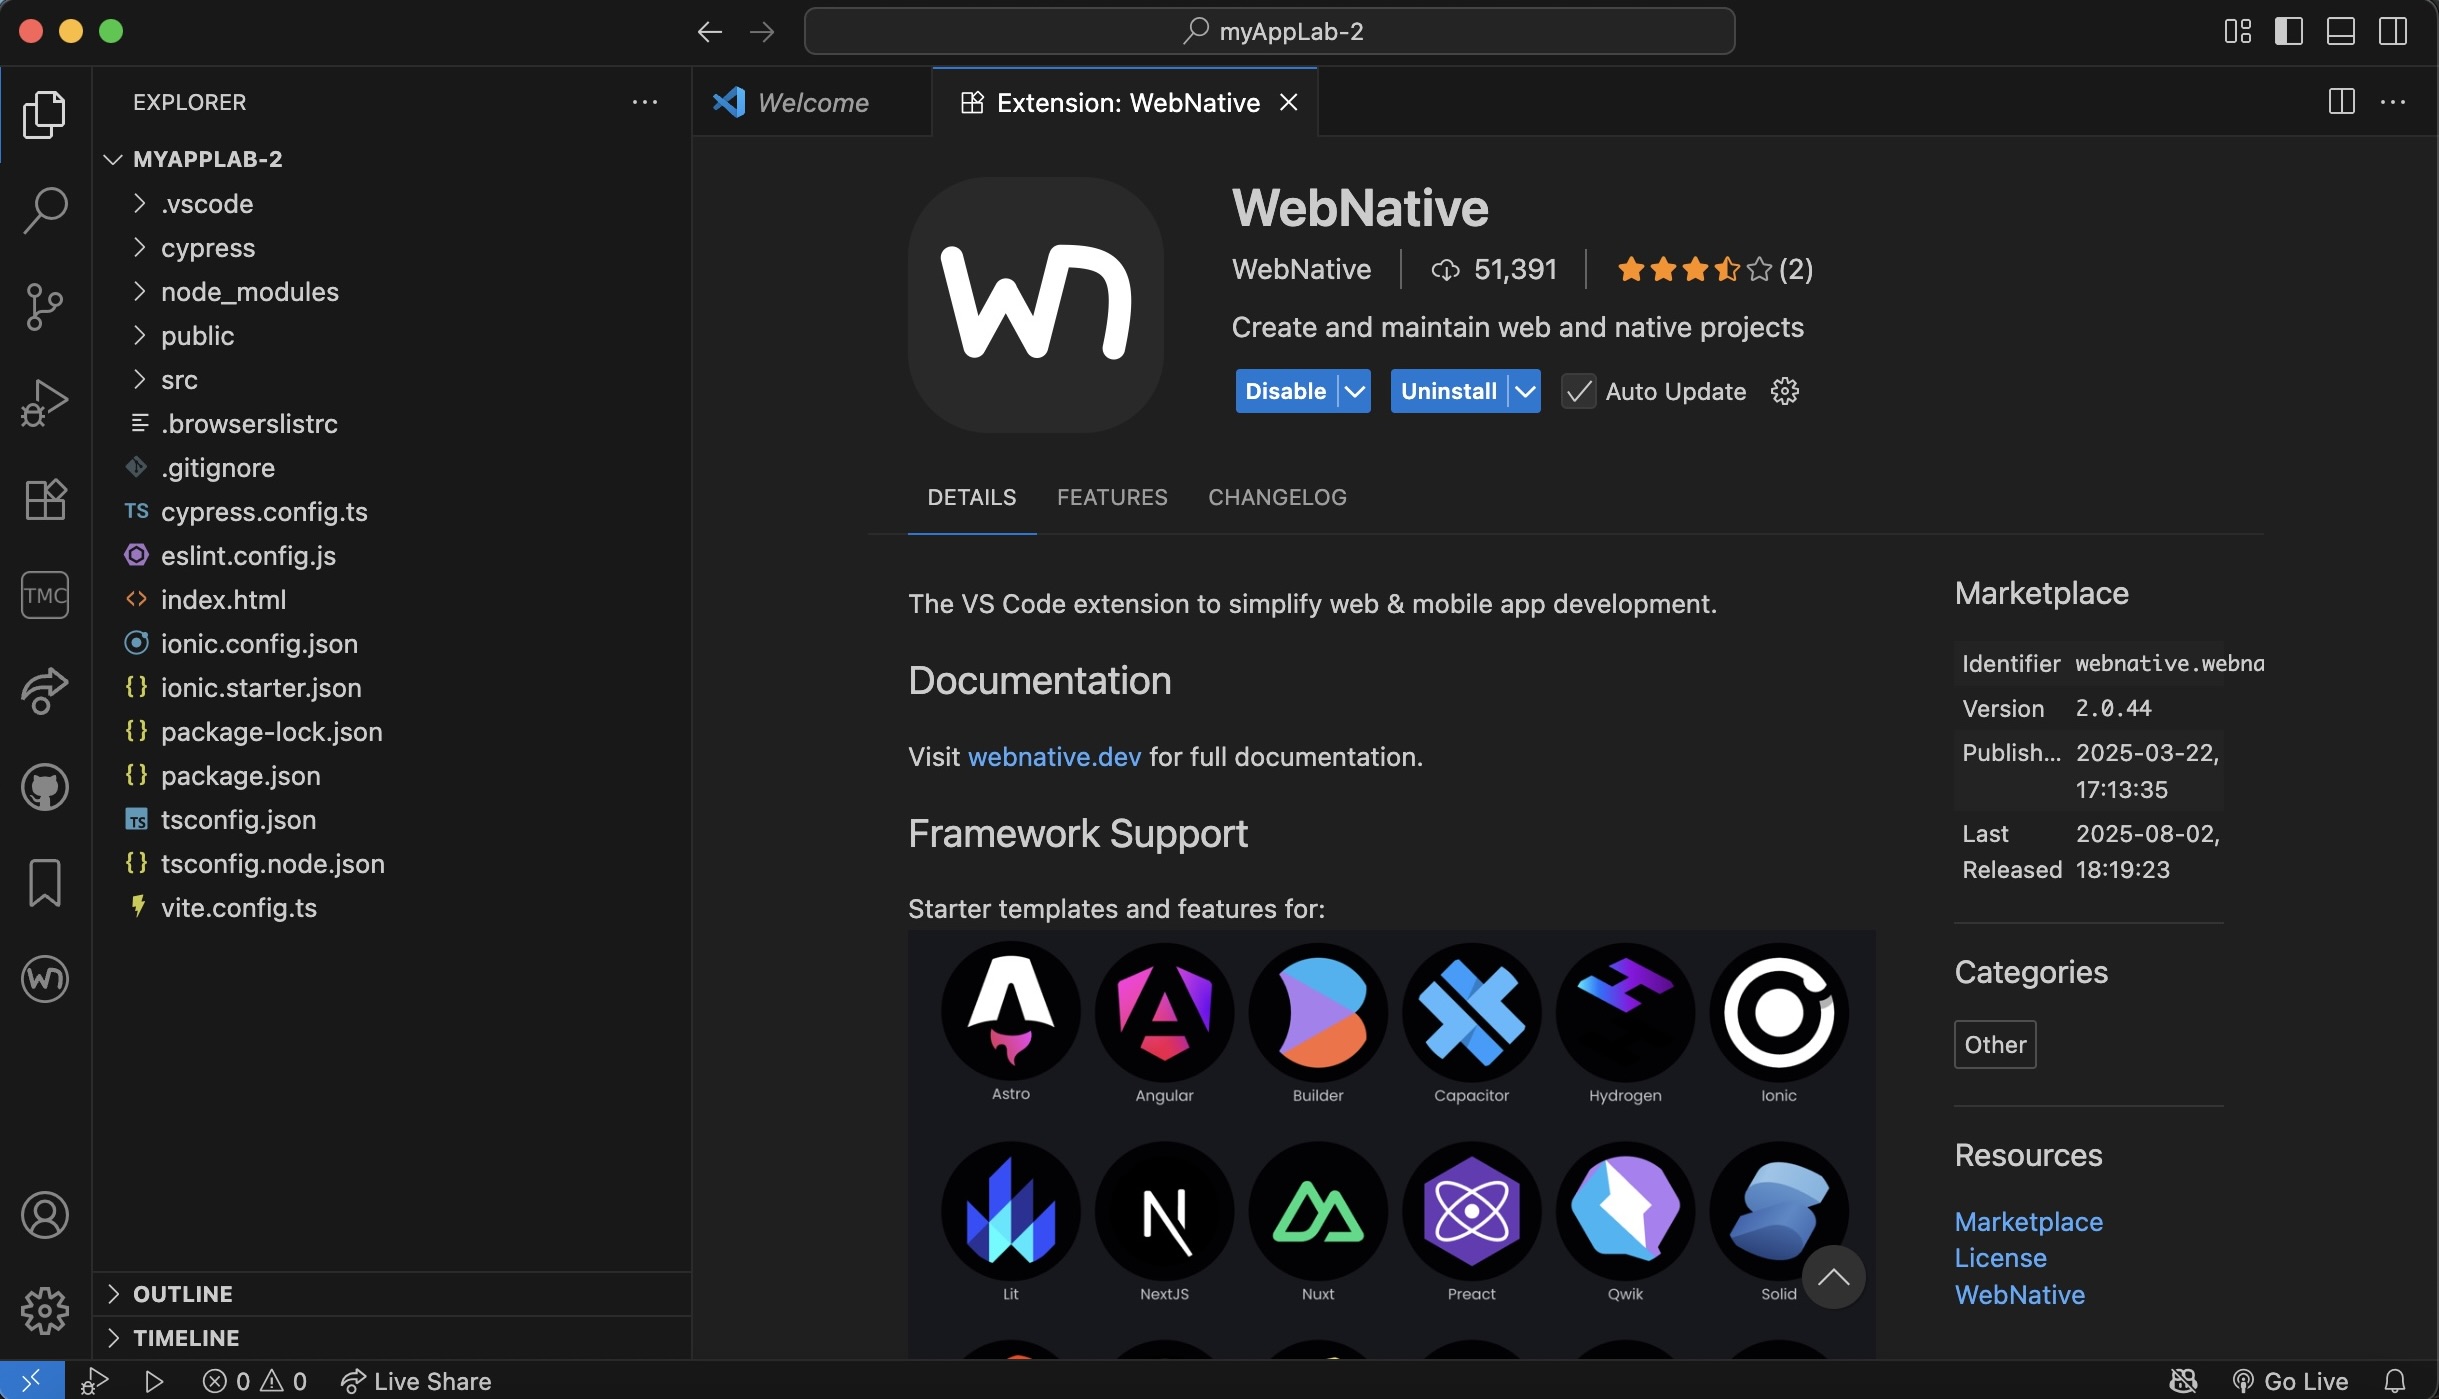 myAppLab-2
EXPLORER
MYAPPLAB-2
.vscode
cypress
node_modules
public
src
.browserslistrc
.gitignore
TS cypress.config.ts
eslint.config.js
index.html
ionic.config.json
{} ionic.starter.json
{} package-lock.json
{} package.json
TS tsconfig.json
{} tsconfig.node.json
vite.config.ts
TMC
wn
OUTLINE
TIMELINE
Welcome
Extension: WebNative
wn
WebNative
WebNative 51,391 (2)
Create and maintain web and native projects
Disable Uninstall Auto Update
DETAILS FEATURES CHANGELOG
The VS Code extension to simplify web & mobile app development.
Documentation
Visit webnative.dev for full documentation.
Framework Support
Starter templates and features for:
Astro Angular Builder Capacitor Hydrogen Ionic
Lit NextJS Nuxt Preact Qwik Solid
Marketplace
Identifier webnative.webna
Version 2.0.44
Publish... 2025-03-22,
17:13:35
Last 2025-08-02,
Released 18:19:23
Categories
Other
Resources
Marketplace
License
WebNative
0 0 Live Share Go Live